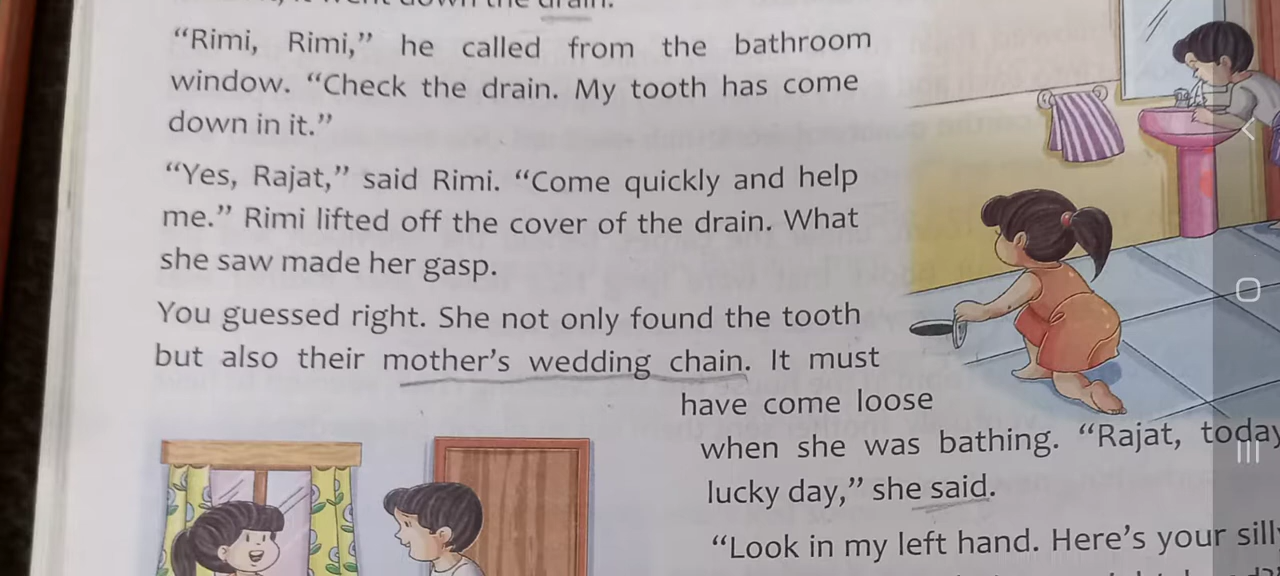 drain.
“Rimi, Rimi,” he called from the bathroom
window. “Check the drain. My tooth has come
down in it.”
“Yes, Rajat,” said Rimi. “Come quickly and help
me.” Rimi lifted off the cover of the drain. What
she saw made her gasp.
You guessed right. She not only found the tooth
but also their mother’s wedding chain. It must
have come loose
when she was bathing. “Rajat, today
lucky day,” she said.
“Look in my left hand. Here’s your silly